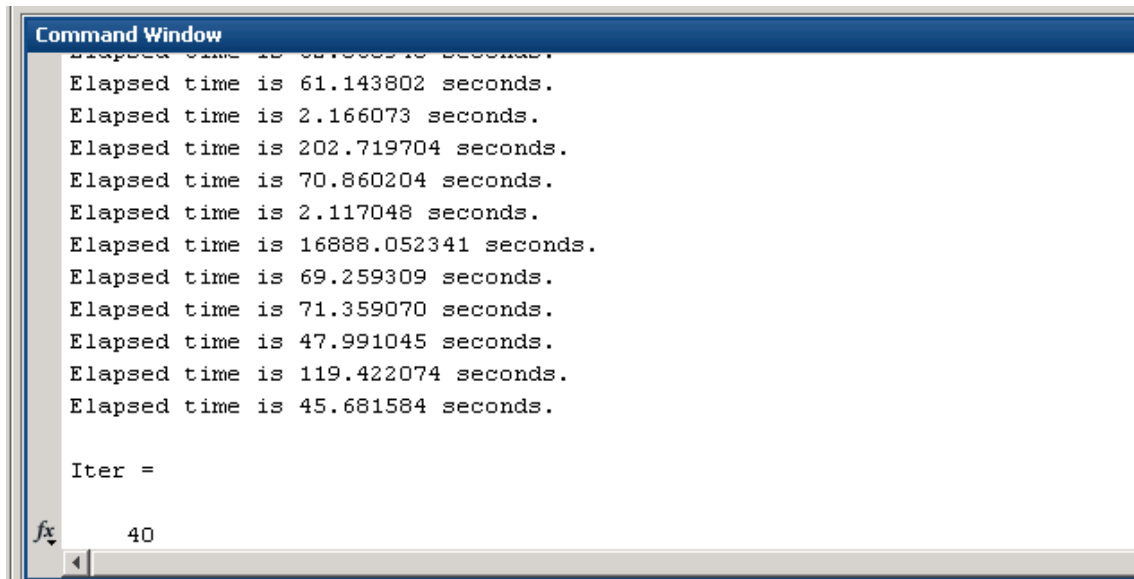 Command Window
Elapsed time is
Elapsed time is 61.143802 seconds.
Elapsed time is 2.166073 seconds.
Elapsed time is 202.719704 seconds.
Elapsed time is 70.860204 seconds.
Elapsed time is 2.117048 seconds.
Elapsed time is 16888.052341 seconds.
Elapsed time is 69.259309 seconds.
Elapsed time is 71.359070 seconds.
Elapsed time is 47.991045 seconds.
Elapsed time is 119.422074 seconds.
Elapsed time is 45.681584 seconds.
Iter =
fx 40